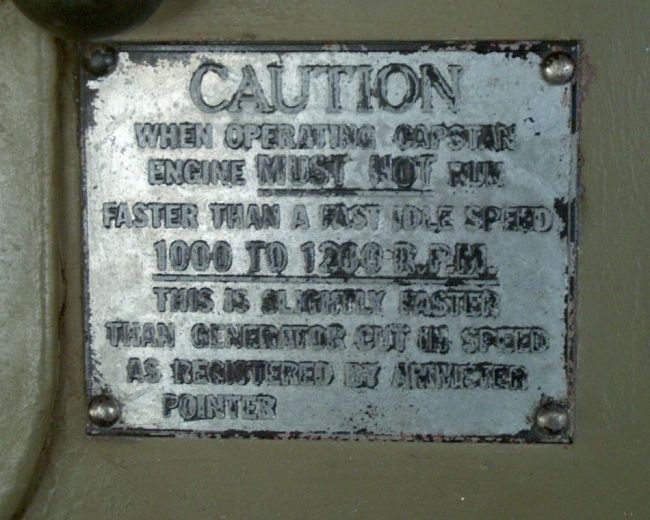 CAUTION
WHEN OPERATING CAPSTAN
ENGINE MUST NOT RUN
FASTER THAN A FAST IDLE SPEED
1000 TO 1200 R.P.M.
THIS IS SLIGHTLY FASTER
THAN GENERATOR CUT IN SPEED
AS REGISTERED BY AMMETER
POINTER